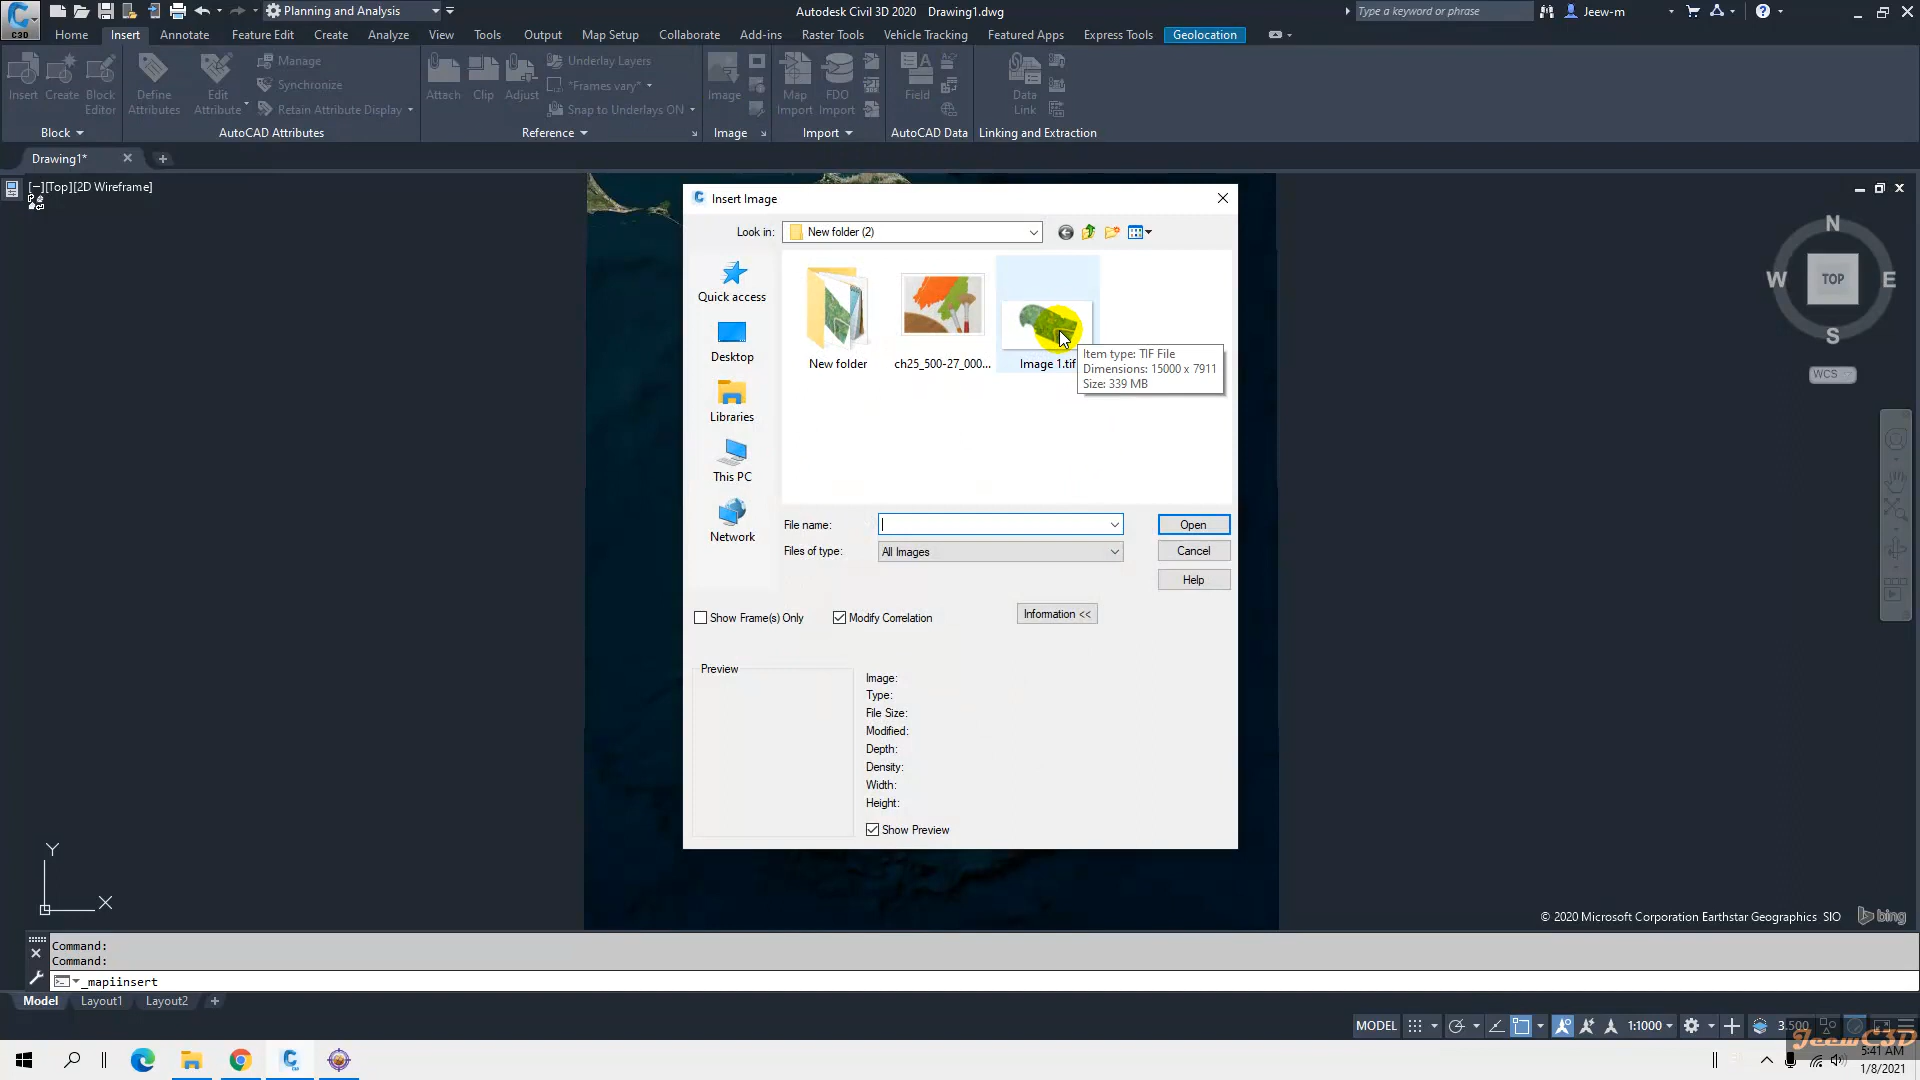 Planning and Analysis
Autodesk Civil 3D 2020 Drawing1.dwg
Type a keyword or phrase
Jeew-m
C3D
Home Insert Annotate Feature Edit Create Analyze View Tools Output Map Setup Collaborate Add-ins Raster Tools Vehicle Tracking Featured Apps Express Tools Geolocation
Manage
Synchronize
Retain Attribute Display
Underlay Layers
*Frames vary*
Snap to Underlays ON
Insert Create Block Editor
Define Attributes
Edit Attribute
Attach Clip Adjust
Image
Map Import
FDO Import
Field
Data Link
Block
AutoCAD Attributes
Reference
Image
Import
AutoCAD Data
Linking and Extraction
Drawing1*
[−][Top][2D Wireframe]
Insert Image
Look in: New folder (2)
Quick access
Desktop
Libraries
This PC
Network
New folder
ch25_500-27_000...
Image 1.tif
Item type: TIF File
Dimensions: 15000 x 7911
Size: 339 MB
File name:
Open
Files of type: All Images
Cancel
Help
Show Frame(s) Only
Modify Correlation
Information <<
Preview
Image:
Type:
File Size:
Modified:
Depth:
Density:
Width:
Height:
Show Preview
N
W TOP E
S
WCS
Y
X
© 2020 Microsoft Corporation Earthstar Geographics SIO
bing
Command:
Command:
_mapiinsert
Model Layout1 Layout2
MODEL
1:1000
3.500
JeewC3D
5:41 AM
1/8/2021